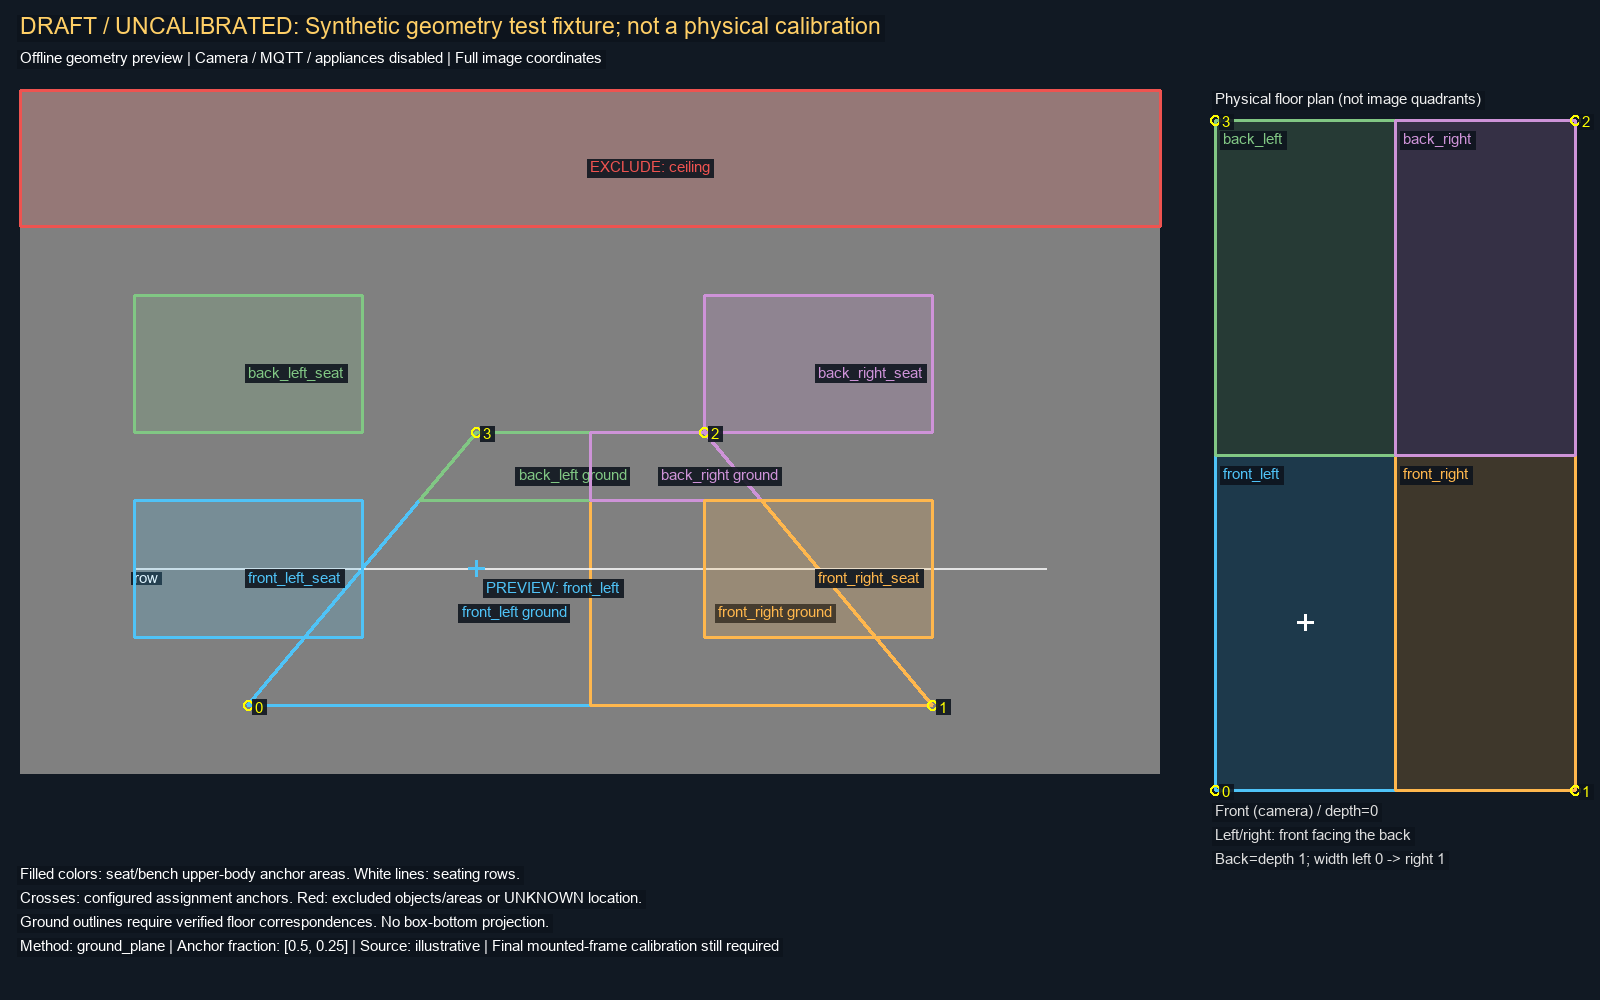 DRAFT / UNCALIBRATED: Synthetic geometry test fixture; not a physical calibration
Offline geometry preview | Camera / MQTT / appliances disabled | Full image coordinates
EXCLUDE: ceiling
back_left_seat
back_right_seat
3
2
back_left ground
back_right ground
row
front_left_seat
front_right_seat
PREVIEW: front_left
front_left ground
front_right ground
0
1
Physical floor plan (not image quadrants)
3
2
back_left
back_right
front_left
front_right
0
1
Front (camera) / depth=0
Left/right: front facing the back
Back=depth 1; width left 0 -> right 1
Filled colors: seat/bench upper-body anchor areas. White lines: seating rows.
Crosses: configured assignment anchors. Red: excluded objects/areas or UNKNOWN location.
Ground outlines require verified floor correspondences. No box-bottom projection.
Method: ground_plane | Anchor fraction: [0.5, 0.25] | Source: illustrative | Final mounted-frame calibration still required